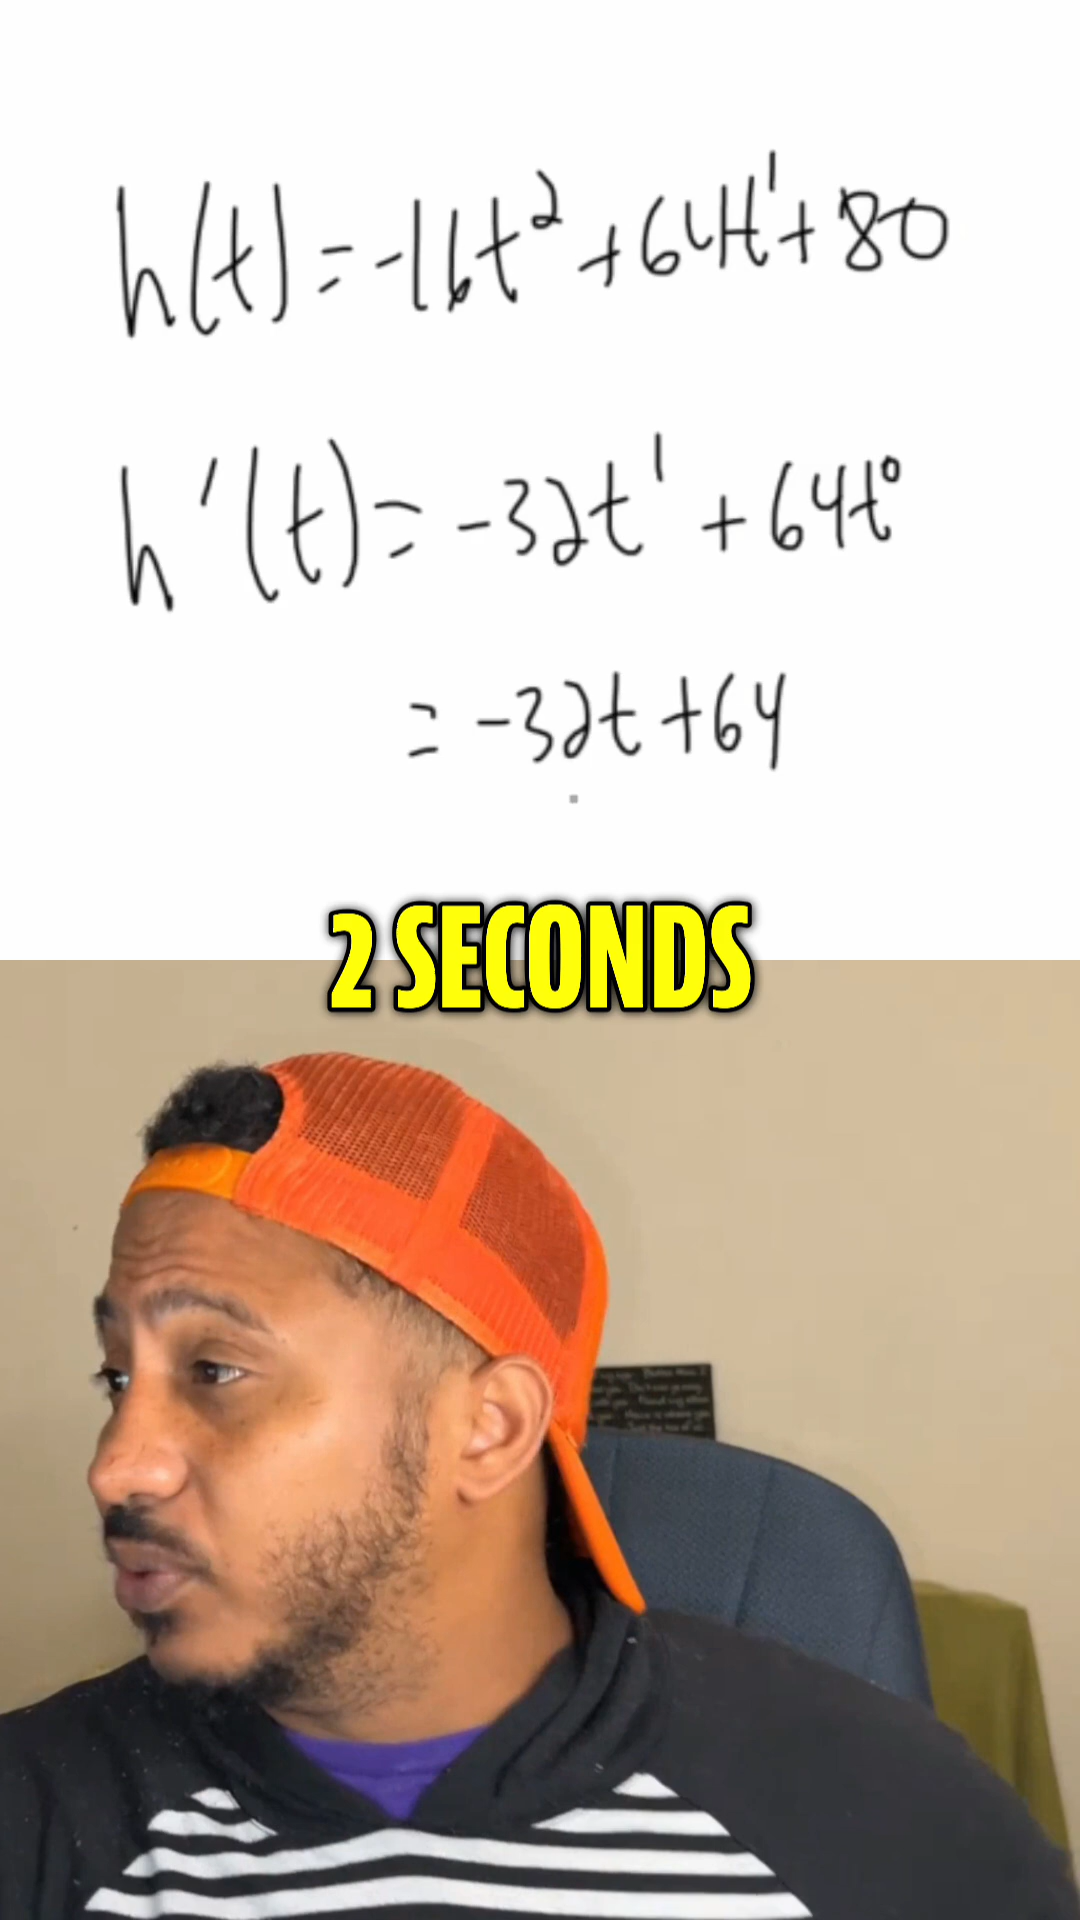 h(t) = -16t² + 64t¹ + 80
h'(t) = -32t¹ + 64t⁰
= -32t + 64
2 SECONDS